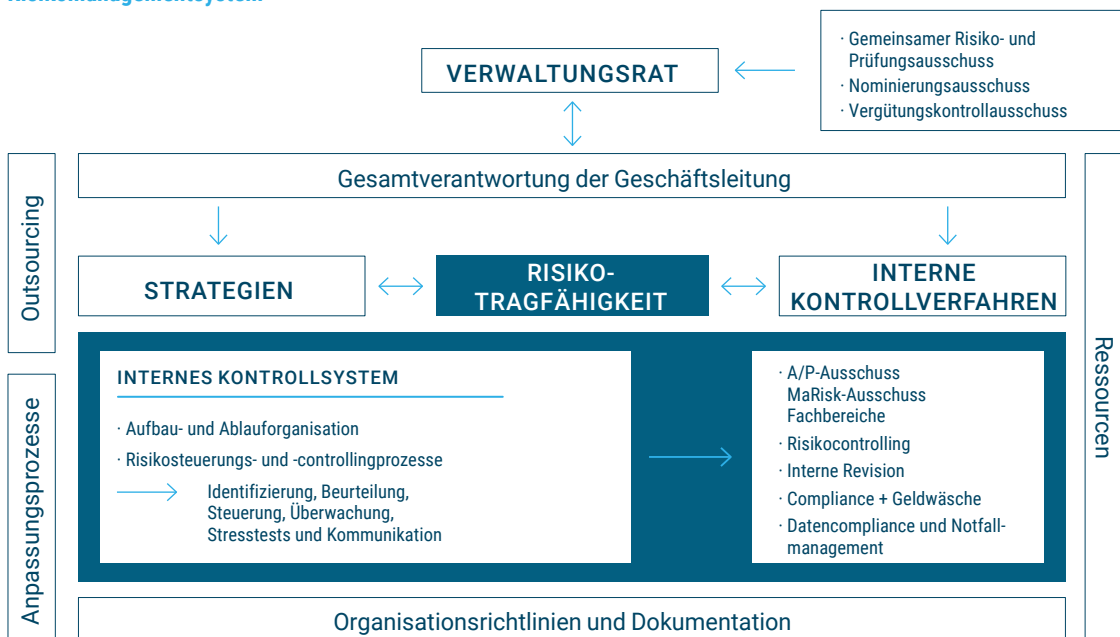 Risikomanagementsystem
· Gemeinsamer Risiko- und
Prüfungsausschuss
· Nominierungsausschuss
· Vergütungskontrollausschuss
VERWALTUNGSRAT
Gesamtverantwortung der Geschäftsleitung
Outsourcing
STRATEGIEN
RISIKO-
TRAGFÄHIGKEIT
INTERNE
KONTROLLVERFAHREN
Ressourcen
Anpassungsprozesse
INTERNES KONTROLLSYSTEM
· Aufbau- und Ablauforganisation
· Risikosteuerungs- und -controllingprozesse
Identifizierung, Beurteilung,
Steuerung, Überwachung,
Stresstests und Kommunikation
· A/P-Ausschuss
MaRisk-Ausschuss
Fachbereiche
· Risikocontrolling
· Interne Revision
· Compliance + Geldwäsche
· Datencompliance und Notfall-
management
Organisationsrichtlinien und Dokumentation